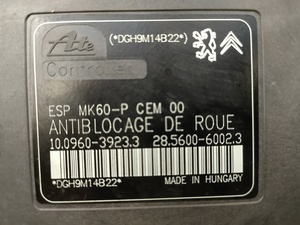 Ate
(*DGH9M14B22*)
Controles
ESP MK60-P CEM 00
ANTIBLOCAGE DE ROUE
10.0960-3923.3 28.5600-6002.3
*DGH9M14B22*
MADE IN HUNGARY